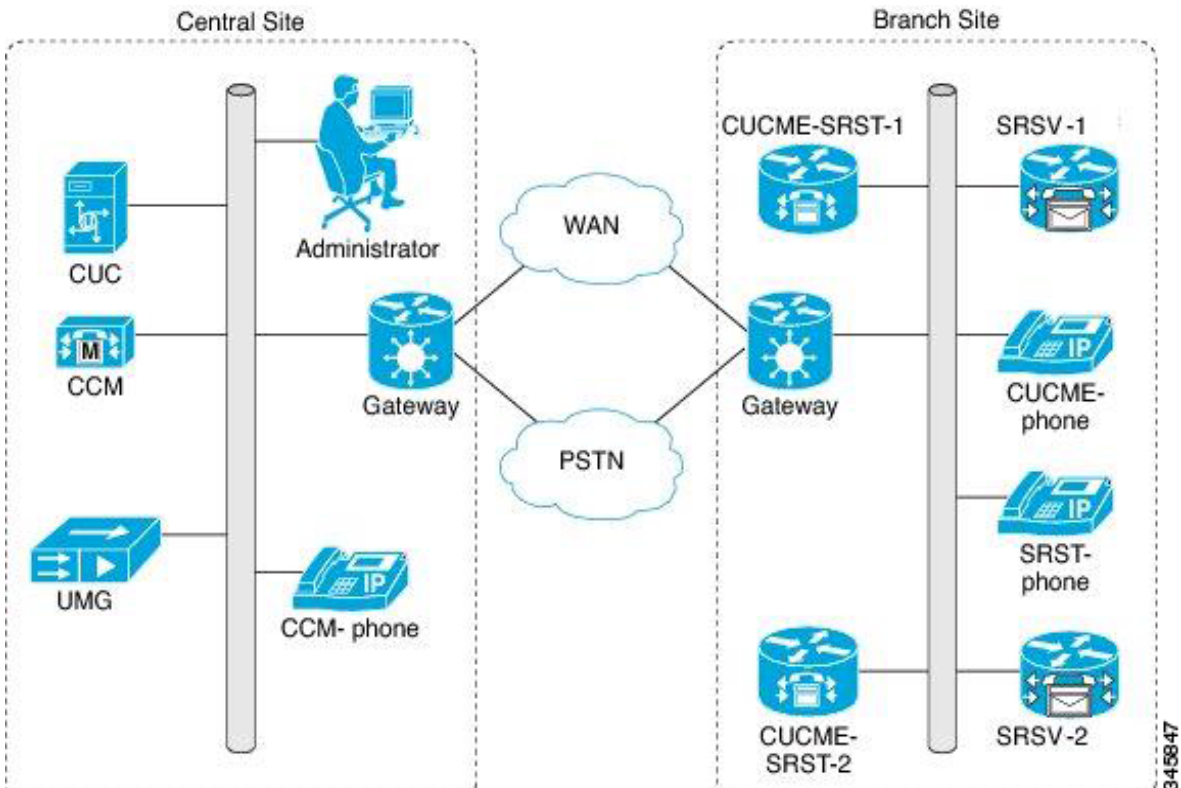 Central Site
Branch Site
CUCME-SRST-1
SRSV-1
WAN
Administrator
CUC
M
CCM
Gateway
Gateway
IP
CUCME-
phone
PSTN
IP
SRST-
phone
UMG
IP
CCM- phone
CUCME-
SRST-2
SRSV-2
345847